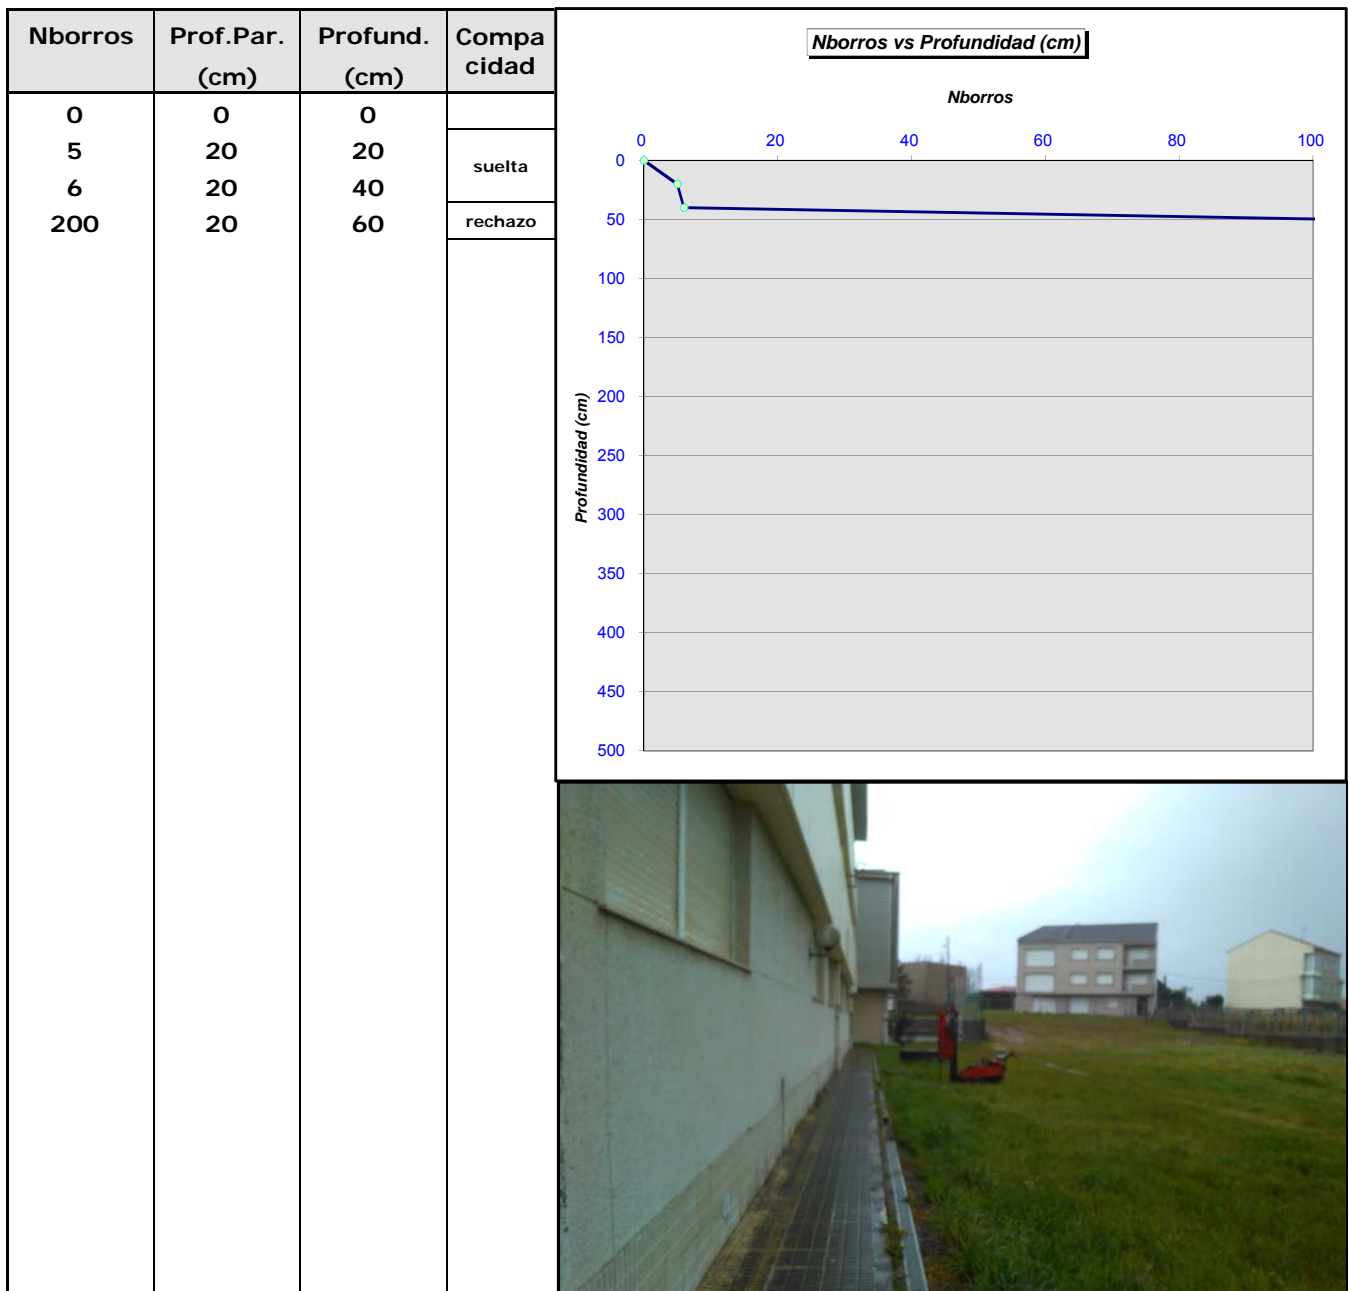 Nborros Prof.Par. Profund. Compa
(cm) (cm) cidad
0 0 0
5 20 20
suelta
6 20 40
200 20 60 rechazo
Nborros vs Profundidad (cm)
Nborros
0 20 40 60 80 100
0
50
100
150
200
250
300
350
400
450
500
Profundidad (cm)